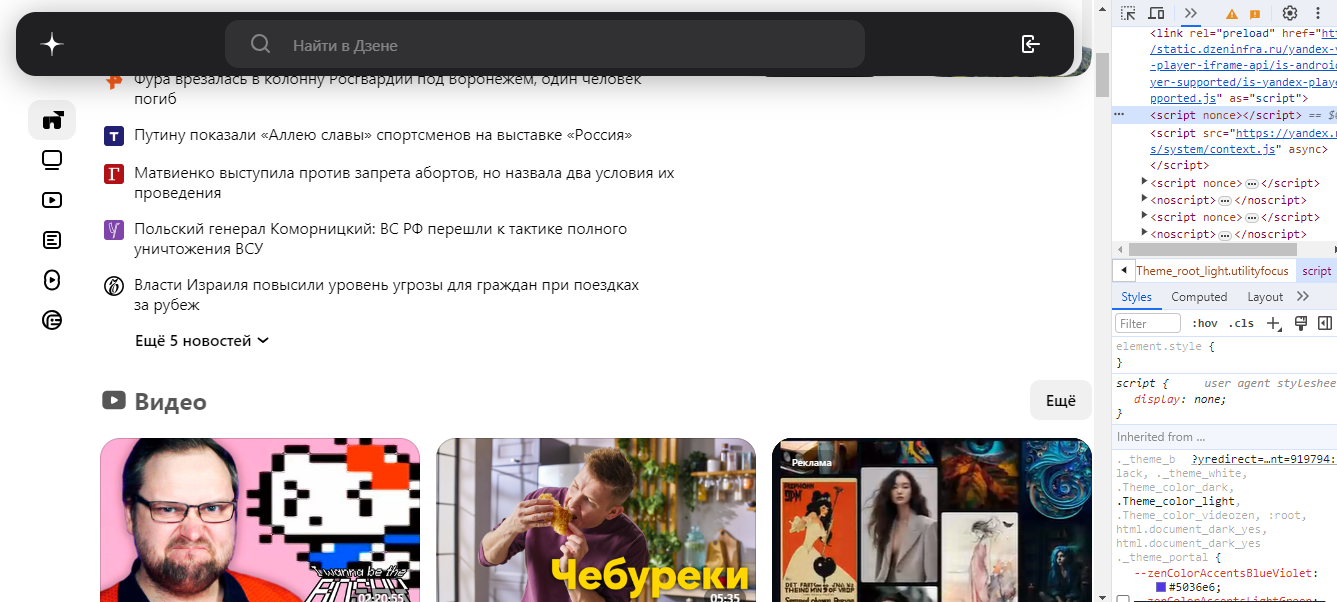 Найти в Дзене
Фура врезалась в колонну Росгвардии под Воронежем, один человек
погиб
Т
Путину показали «Аллею славы» спортсменов на выставке «Россия»
Г
Матвиенко выступила против запрета абортов, но назвала два условия их
проведения
Польский генерал Коморницкий: ВС РФ перешли к тактике полного
уничтожения ВСУ
Власти Израиля повысили уровень угрозы для граждан при поездках
за рубеж
Ещё 5 новостей
Видео
Ещё
I wanna be the
02:20:55
Чебуреки
05:35
Реклама
<link rel="preload" href="ht
/static.dzeninfra.ru/yandex-v
-player-iframe-api/is-android
yer-supported/is-yandex-playe
pported.js" as="script">
<script nonce></script> == $
<script src="https://yandex.r
s/system/context.js" async>
</script>
<script nonce>…</script>
<noscript>…</noscript>
<script nonce>…</script>
<noscript>…</noscript>
Theme_root_light.utilityfocus
script
Styles
Computed
Layout
Filter
:hov
.cls
element.style {
}
script {
user agent styleshee
display: none;
}
Inherited from …
._theme_b
?yredirect=…nt=919794:
lack, ._theme_white,
.Theme_color_dark,
.Theme_color_light,
.Theme_color_videozen, :root,
html.document_dark_yes,
html.document_dark_yes
._theme_portal {
--zenColorAccentsBlueViolet:
#5036e6;
--zenColorAccentsLightGreen: